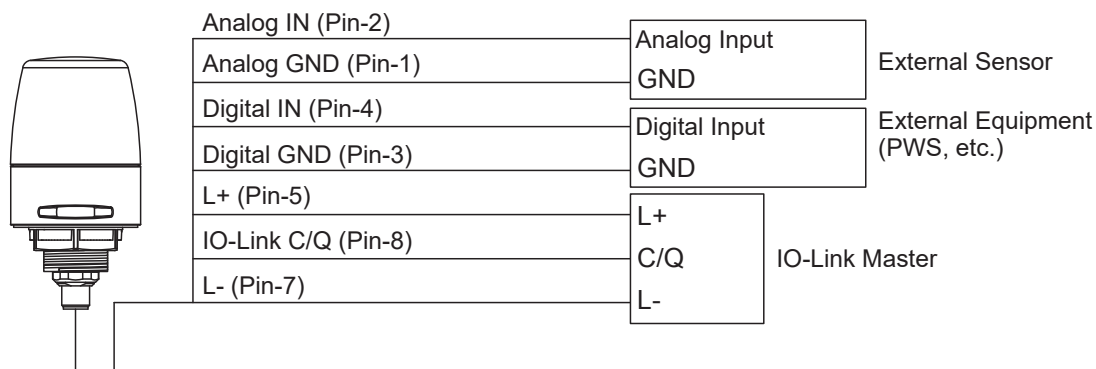 Analog IN (Pin-2)
Analog GND (Pin-1)
Digital IN (Pin-4)
Digital GND (Pin-3)
L+ (Pin-5)
IO-Link C/Q (Pin-8)
L- (Pin-7)
Analog Input
GND
External Sensor
Digital Input
GND
External Equipment
(PWS, etc.)
L+
C/Q
L-
IO-Link Master